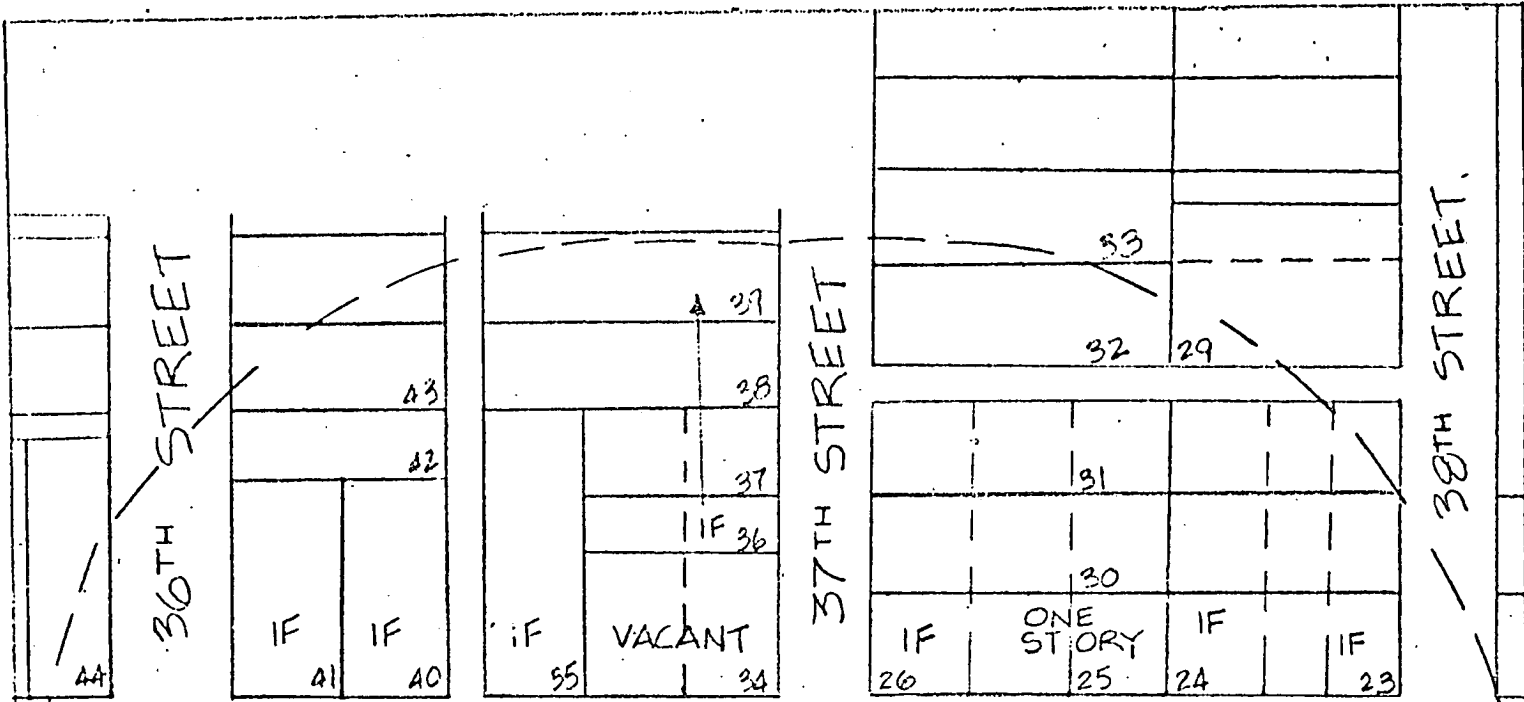 36TH STREET
37TH STREET
38TH STREET.
53
39
32
29
43
38
42
37
31
IF 36
30
44
IF
41
IF
40
IF
55
VACANT
34
IF
26
ONE
STORY
25
IF
24
IF
23